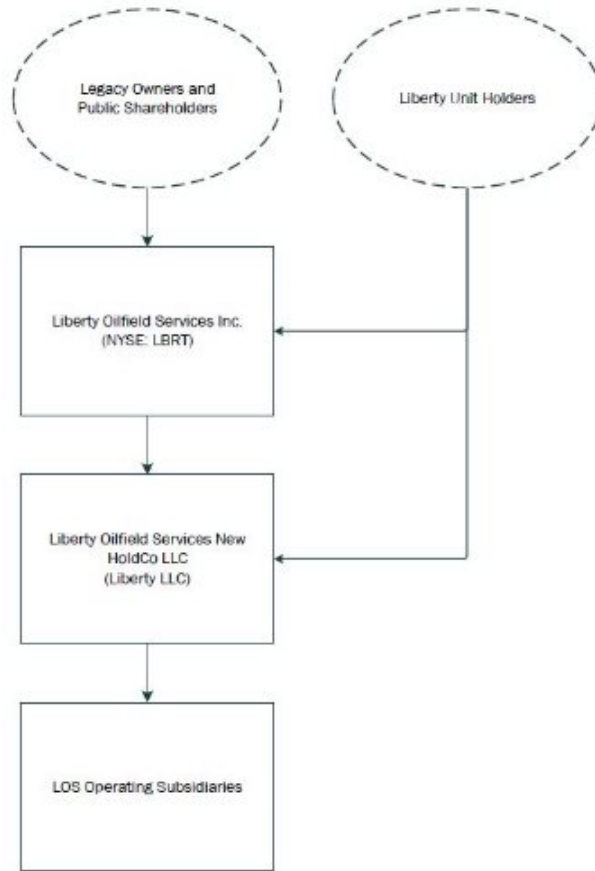 Legacy Owners and
Public Shareholders
Liberty Unit Holders
Liberty Oilfield Services Inc.
(NYSE: LBRT)
Liberty Oilfield Services New
HoldCo LLC
(Liberty LLC)
LOS Operating Subsidiaries